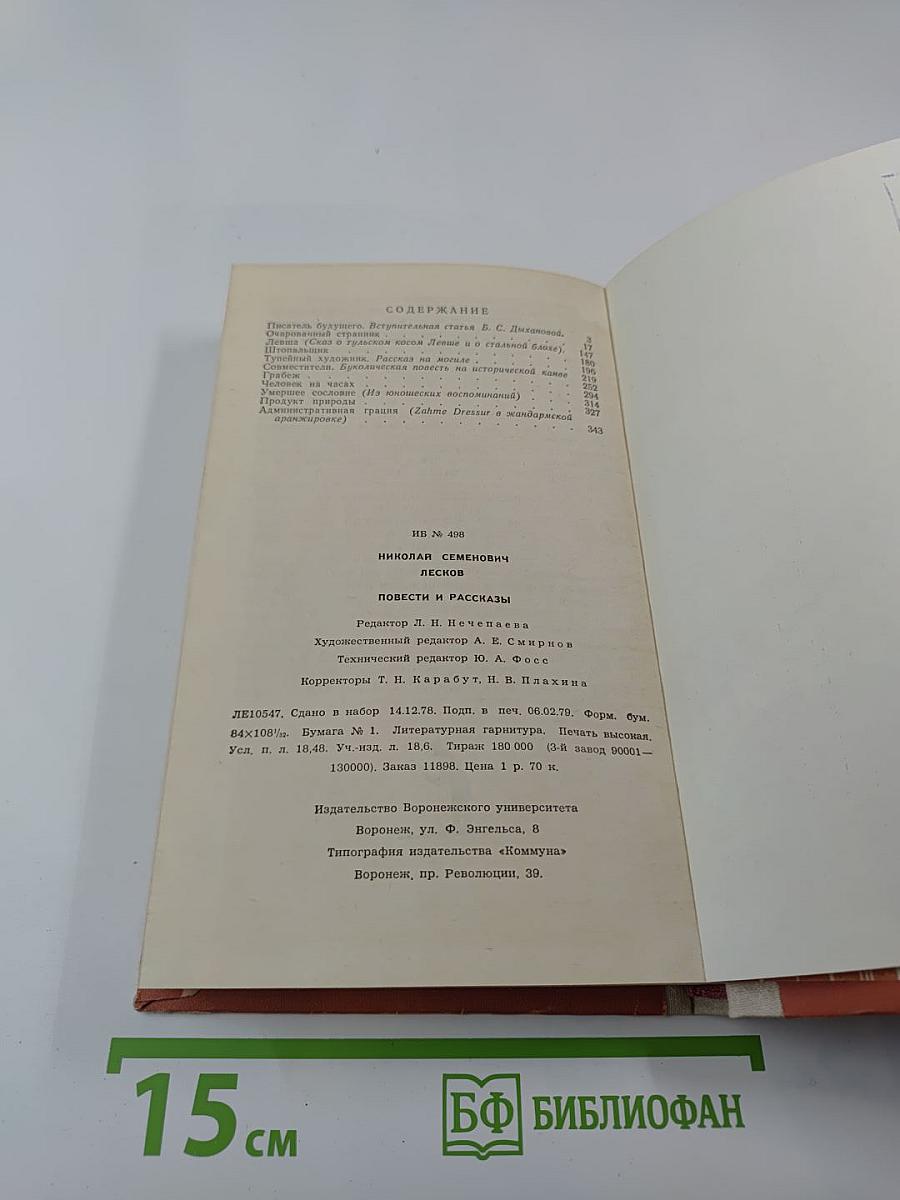 СОДЕРЖАНИЕ
Писатель будущего. Вступительная статья Б. С. Дыхановой. 3
Очарованный странник . . . . . . . . . . . 17
Левша (Сказ о тульском косом Левше и о стальной блохе). 147
Штопальщик . . . . . . . . . . . . . . 180
Тупейный художник. Рассказ на могиле . . . . . . 196
Совместители. Буколическая повесть на исторической канве 219
Грабеж . . . . . . . . . . . . . . . . 252
Человек на часах . . . . . . . . . . . . . 294
Умершее сословие (Из юношеских воспоминаний) . . . 314
Продукт природы . . . . . . . . . . . . . 327
Административная грация (Zahme Dressur в жандармской
аранжировке) . . . . . . . . . . . . . . 343
ИБ № 498
НИКОЛАЙ СЕМЕНОВИЧ
ЛЕСКОВ
ПОВЕСТИ И РАССКАЗЫ
Редактор Л. Н. Нечепаева
Художественный редактор А. Е. Смирнов
Технический редактор Ю. А. Фосс
Корректоры Т. Н. Карабут, Н. В. Плахина
ЛЕ10547. Сдано в набор 14.12.78. Подп. в печ. 06.02.79. Форм. бум.
84×108¹/₃₂. Бумага № 1. Литературная гарнитура. Печать высокая.
Усл. п. л. 18,48. Уч.-изд. л. 18,6. Тираж 180 000 (3-й завод 90001—
130000). Заказ 11898. Цена 1 р. 70 к.
Издательство Воронежского университета
Воронеж, ул. Ф. Энгельса, 8
Типография издательства «Коммуна»
Воронеж, пр. Революции, 39.
15 см
БФ БИБЛИОФАН